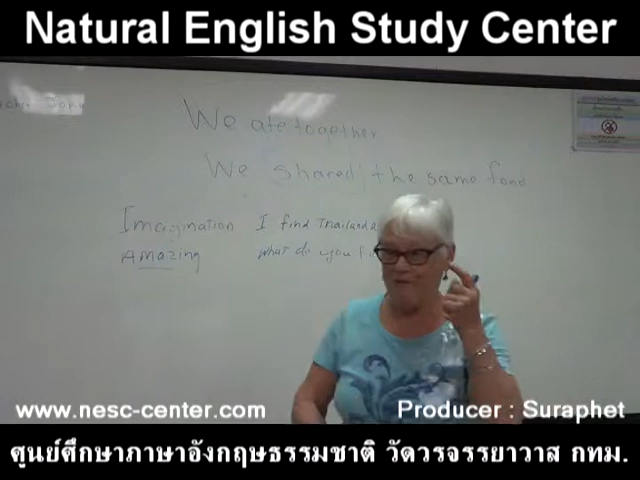 Natural English Study Center
We ate together
We shared the same food
Imagination I find Thailand a
Amazing What do you fi
www.nesc-center.com Producer : Suraphet
ศูนย์ศึกษาภาษาอังกฤษธรรมชาติ วัดวรจรรยาวาส กทม.